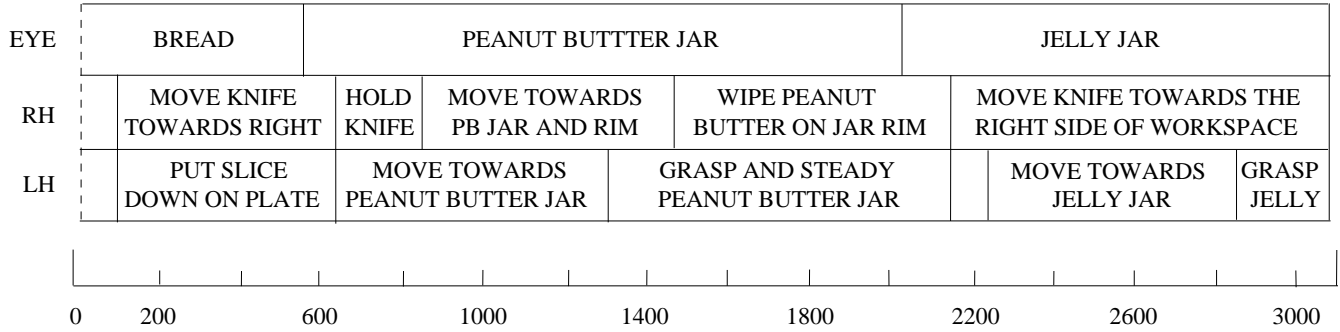 EYE BREAD PEANUT BUTTTER JAR JELLY JAR
RH MOVE KNIFE TOWARDS RIGHT HOLD KNIFE MOVE TOWARDS PB JAR AND RIM WIPE PEANUT BUTTER ON JAR RIM MOVE KNIFE TOWARDS THE RIGHT SIDE OF WORKSPACE
LH PUT SLICE DOWN ON PLATE MOVE TOWARDS PEANUT BUTTER JAR GRASP AND STEADY PEANUT BUTTER JAR MOVE TOWARDS JELLY JAR GRASP JELLY
0 200 600 1000 1400 1800 2200 2600 3000